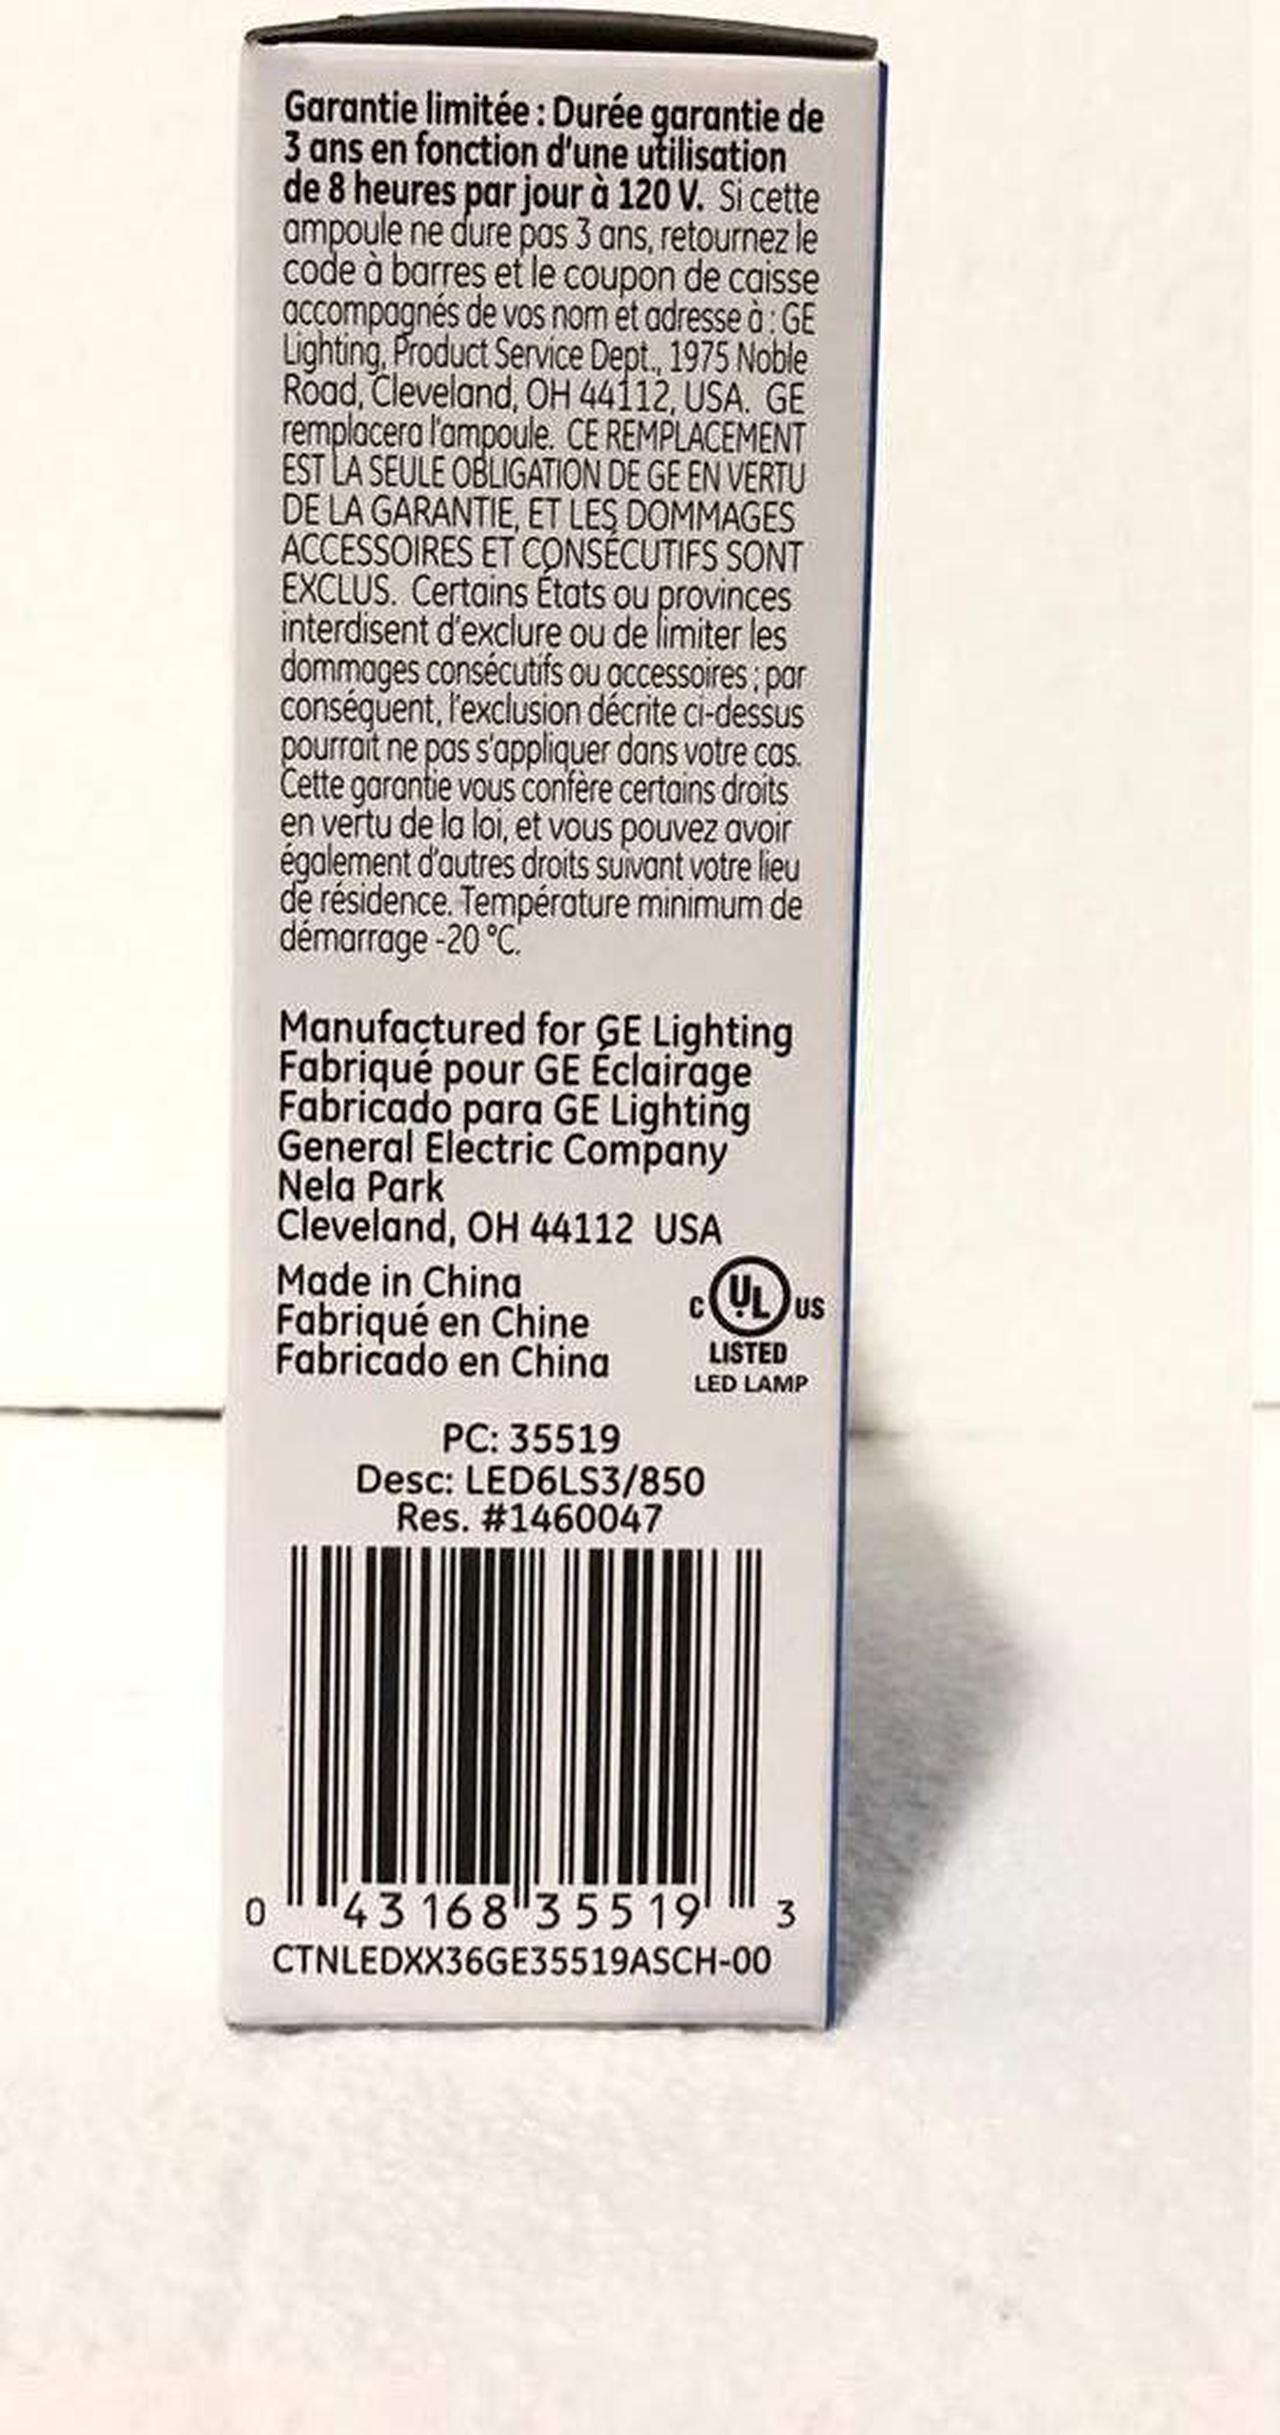 Garantie limitée : Durée garantie de
3 ans en fonction d'une utilisation
de 8 heures par jour à 120 V. Si cette
ampoule ne dure pas 3 ans, retournez le
code à barres et le coupon de caisse
accompagnés de vos nom et adresse à : GE
Lighting, Product Service Dept., 1975 Noble
Road, Cleveland, OH 44112, USA. GE
remplacera l'ampoule. CE REMPLACEMENT
EST LA SEULE OBLIGATION DE GE EN VERTU
DE LA GARANTIE, ET LES DOMMAGES
ACCESSOIRES ET CONSÉCUTIFS SONT
EXCLUS. Certains États ou provinces
interdisent d'exclure ou de limiter les
dommages consécutifs ou accessoires ; par
conséquent, l'exclusion décrite ci-dessus
pourrait ne pas s'appliquer dans votre cas.
Cette garantie vous confère certains droits
en vertu de la loi, et vous pouvez avoir
également d'autres droits suivant votre lieu
de résidence. Température minimum de
démarrage -20 °C.
Manufactured for GE Lighting
Fabriqué pour GE Éclairage
Fabricado para GE Lighting
General Electric Company
Nela Park
Cleveland, OH 44112 USA
Made in China
Fabriqué en Chine
Fabricado en China
C UL US
LISTED
LED LAMP
PC: 35519
Desc: LED6LS3/850
Res. #1460047
0 43168 35519 3
CTNLEDXX36GE35519ASCH-00